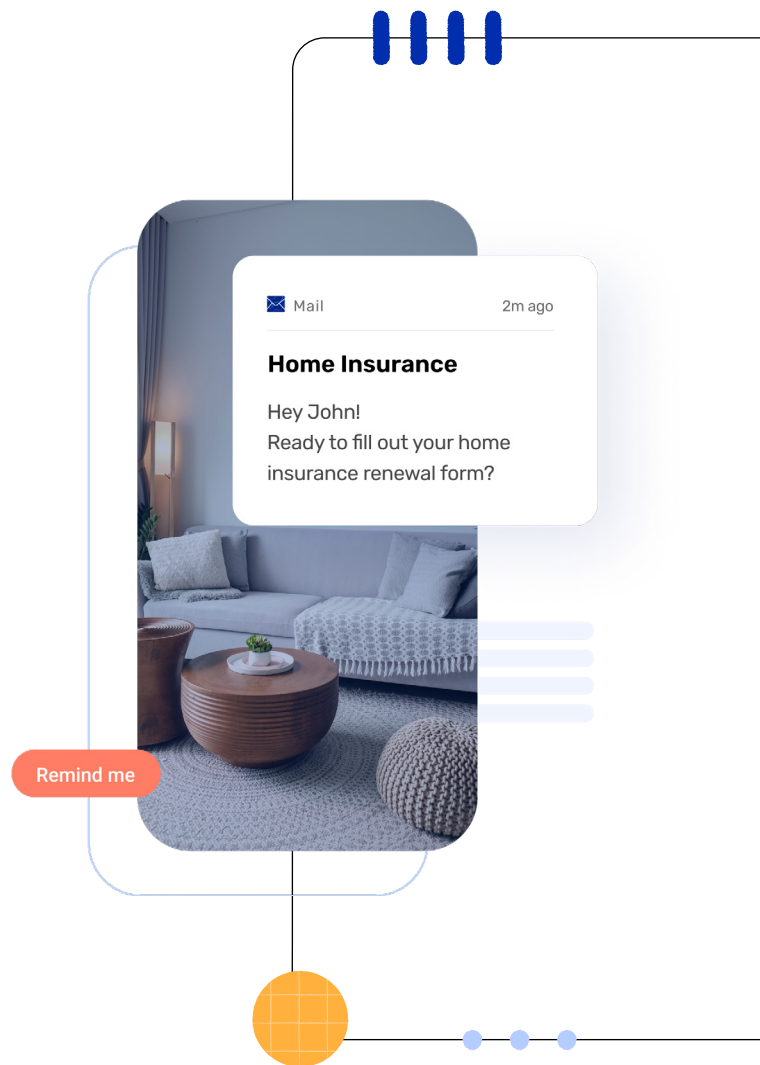 Mail
2m ago
Home Insurance
Hey John!
Ready to fill out your home
insurance renewal form?
Remind me